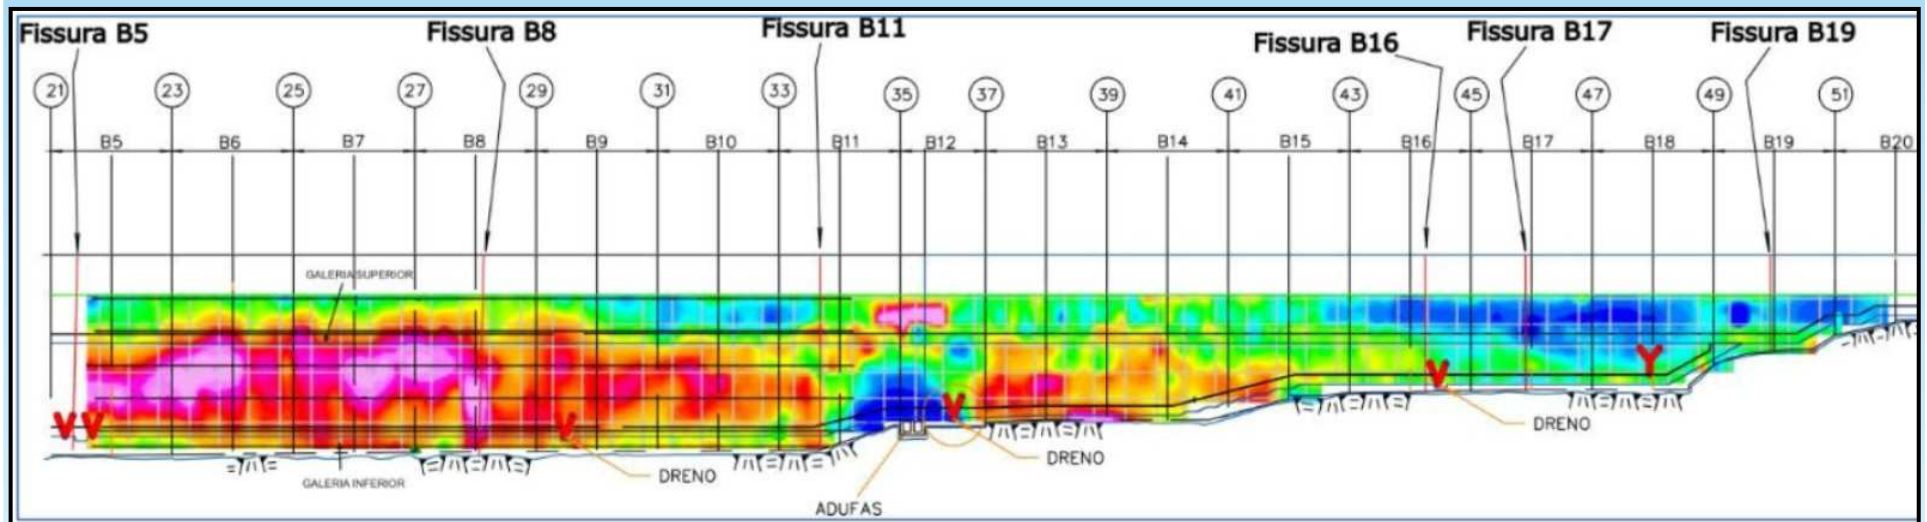 Fissura B5
Fissura B8
Fissura B11
Fissura B16
Fissura B17
Fissura B19
21 23 25 27 29 31 33 35 37 39 41 43 45 47 49 51
B5 B6 B7 B8 B9 B10 B11 B12 B13 B14 B15 B16 B17 B18 B19 B20
GALERIA SUPERIOR
V V V V V Y
DRENO
DRENO
DRENO
GALERIA INFERIOR
ADUFAS